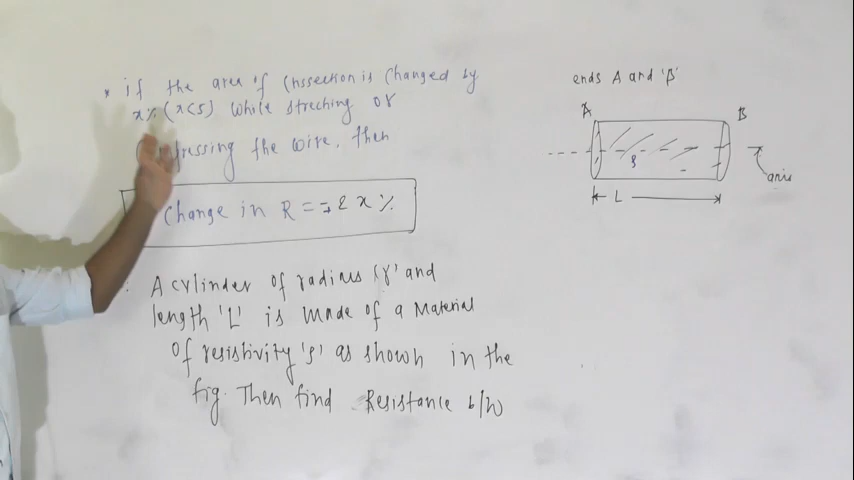 * if the area of Crossection is changed by
x% (x<5) while streching or
the wire, then
Change in R = -2x%
A cylinder of radius 'r' and
length 'L' is made of a Material
of resistivity 'ρ' as shown in the
fig. Then find Resistance b/w
ends A and 'B'
A B
ρ
axis
L